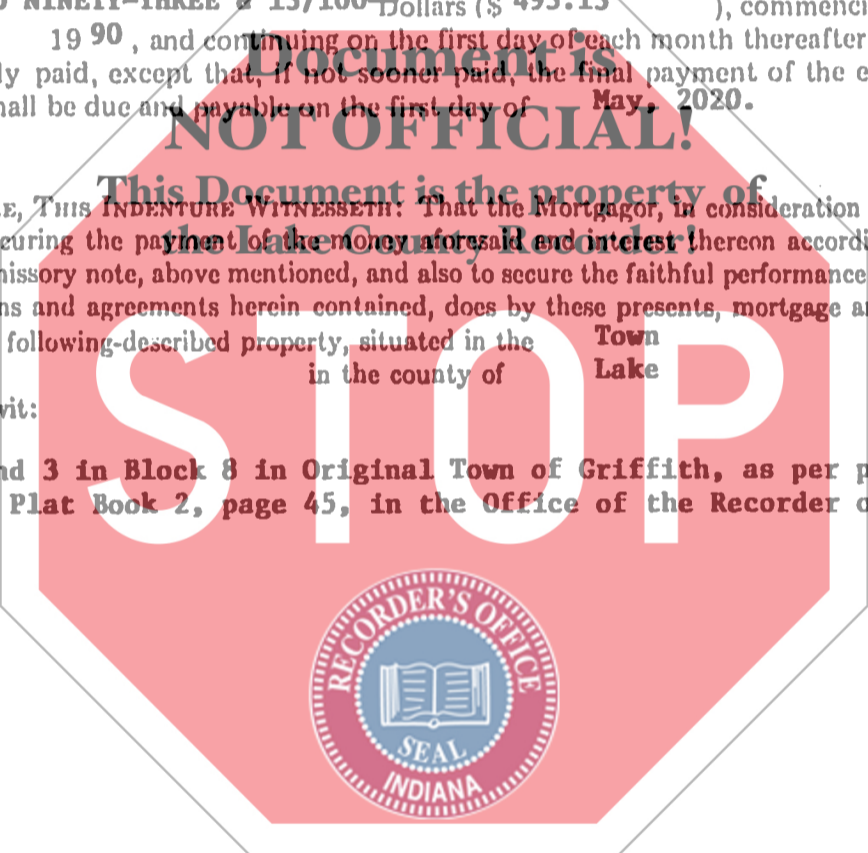 NINETY-THREE & 13/100 Dollars ($ 493.13 ), commenci
19 90 , and continuing on the first day of each month thereafter
ly paid, except that, if not sooner paid, the final payment of the e
hall be due and payable on the first day of May, 2020.
Document is
NOT OFFICIAL!
This Document is the property of
the Lake County Recorder!
E, THIS INDENTURE WITNESSETH: That the Mortgagor, in consideration
curing the payment of the money aforesaid and interest thereon accordi
issory note, above mentioned, and also to secure the faithful performance
ns and agreements herein contained, does by these presents, mortgage a
following-described property, situated in the Town
in the county of Lake
wit:
nd 3 in Block 8 in Original Town of Griffith, as per p
Plat Book 2, page 45, in the Office of the Recorder o
STOP
RECORDER'S OFFICE
SEAL
INDIANA